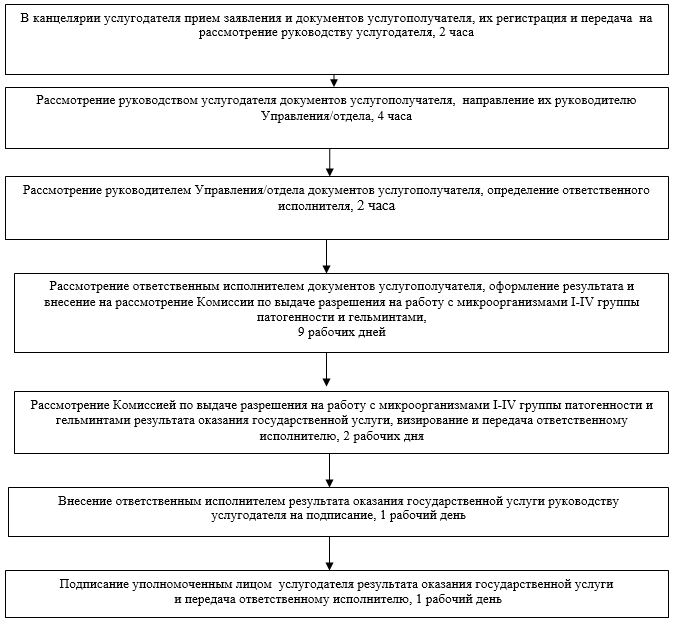 В канцелярии услугодателя прием заявления и документов услугополучателя, их регистрация и передача на
рассмотрение руководству услугодателя, 2 часа
Рассмотрение руководством услугодателя документов услугополучателя, направление их руководителю
Управления/отдела, 4 часа
Рассмотрение руководителем Управления/отдела документов услугополучателя, определение ответственного
исполнителя, 2 часа
Рассмотрение ответственным исполнителем документов услугополучателя, оформление результата и
внесение на рассмотрение Комиссии по выдаче разрешения на работу с микроорганизмами I-IV группы
патогенности и гельминтами,
9 рабочих дней
Рассмотрение Комиссией по выдаче разрешения на работу с микроорганизмами I-IV группы патогенности и
гельминтами результата оказания государственной услуги, визирование и передача ответственному
исполнителю, 2 рабочих дня
Внесение ответственным исполнителем результата оказания государственной услуги руководству
услугодателя на подписание, 1 рабочий день
Подписание уполномоченным лицом услугодателя результата оказания государственной услуги
и передача ответственному исполнителю, 1 рабочий день